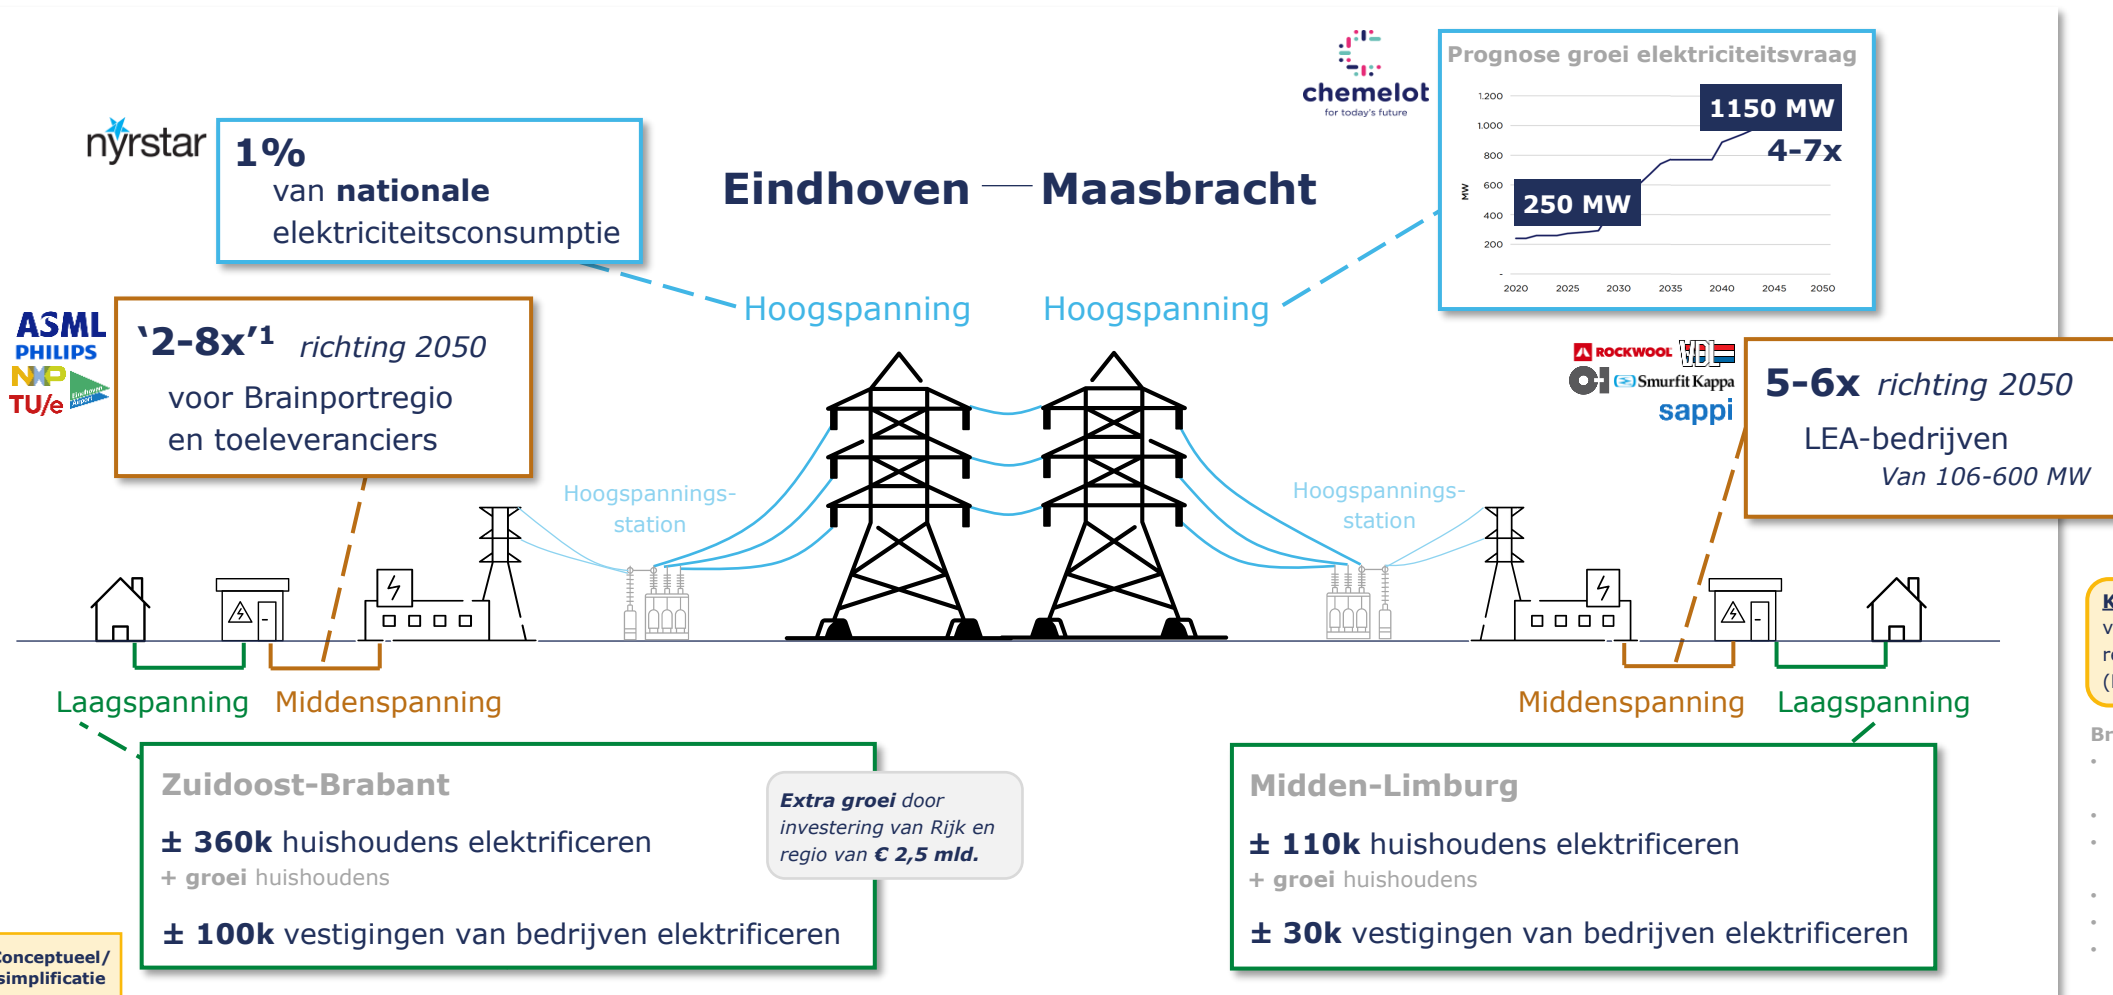 nyrstar
1%
van nationale
elektriciteitsconsumptie
Eindhoven — Maasbracht
chemelot
for today's future
Prognose groei elektriciteitsvraag
1.200
1.000
800
600
400
200
-
MW
2020 2025 2030 2035 2040 2045 2050
250 MW
1150 MW
4-7x
Hoogspanning
Hoogspanning
ASML
PHILIPS
NXP
Eindhoven
Airport
TU/e
‘2-8x’¹ richting 2050
voor Brainportregio
en toeleveranciers
ROCKWOOL VDL
Smurfit Kappa
sappi
5-6x richting 2050
LEA-bedrijven
Van 106-600 MW
Hoogspannings-
station
Hoogspannings-
station
Laagspanning
Middenspanning
Middenspanning
Laagspanning
Zuidoost-Brabant
± 360k huishoudens elektrificeren
+ groei huishoudens
± 100k vestigingen van bedrijven elektrificeren
Extra groei door
investering van Rijk en
regio van € 2,5 mld.
Midden-Limburg
± 110k huishoudens elektrificeren
+ groei huishoudens
± 30k vestigingen van bedrijven elektrificeren
Conceptueel/
simplificatie